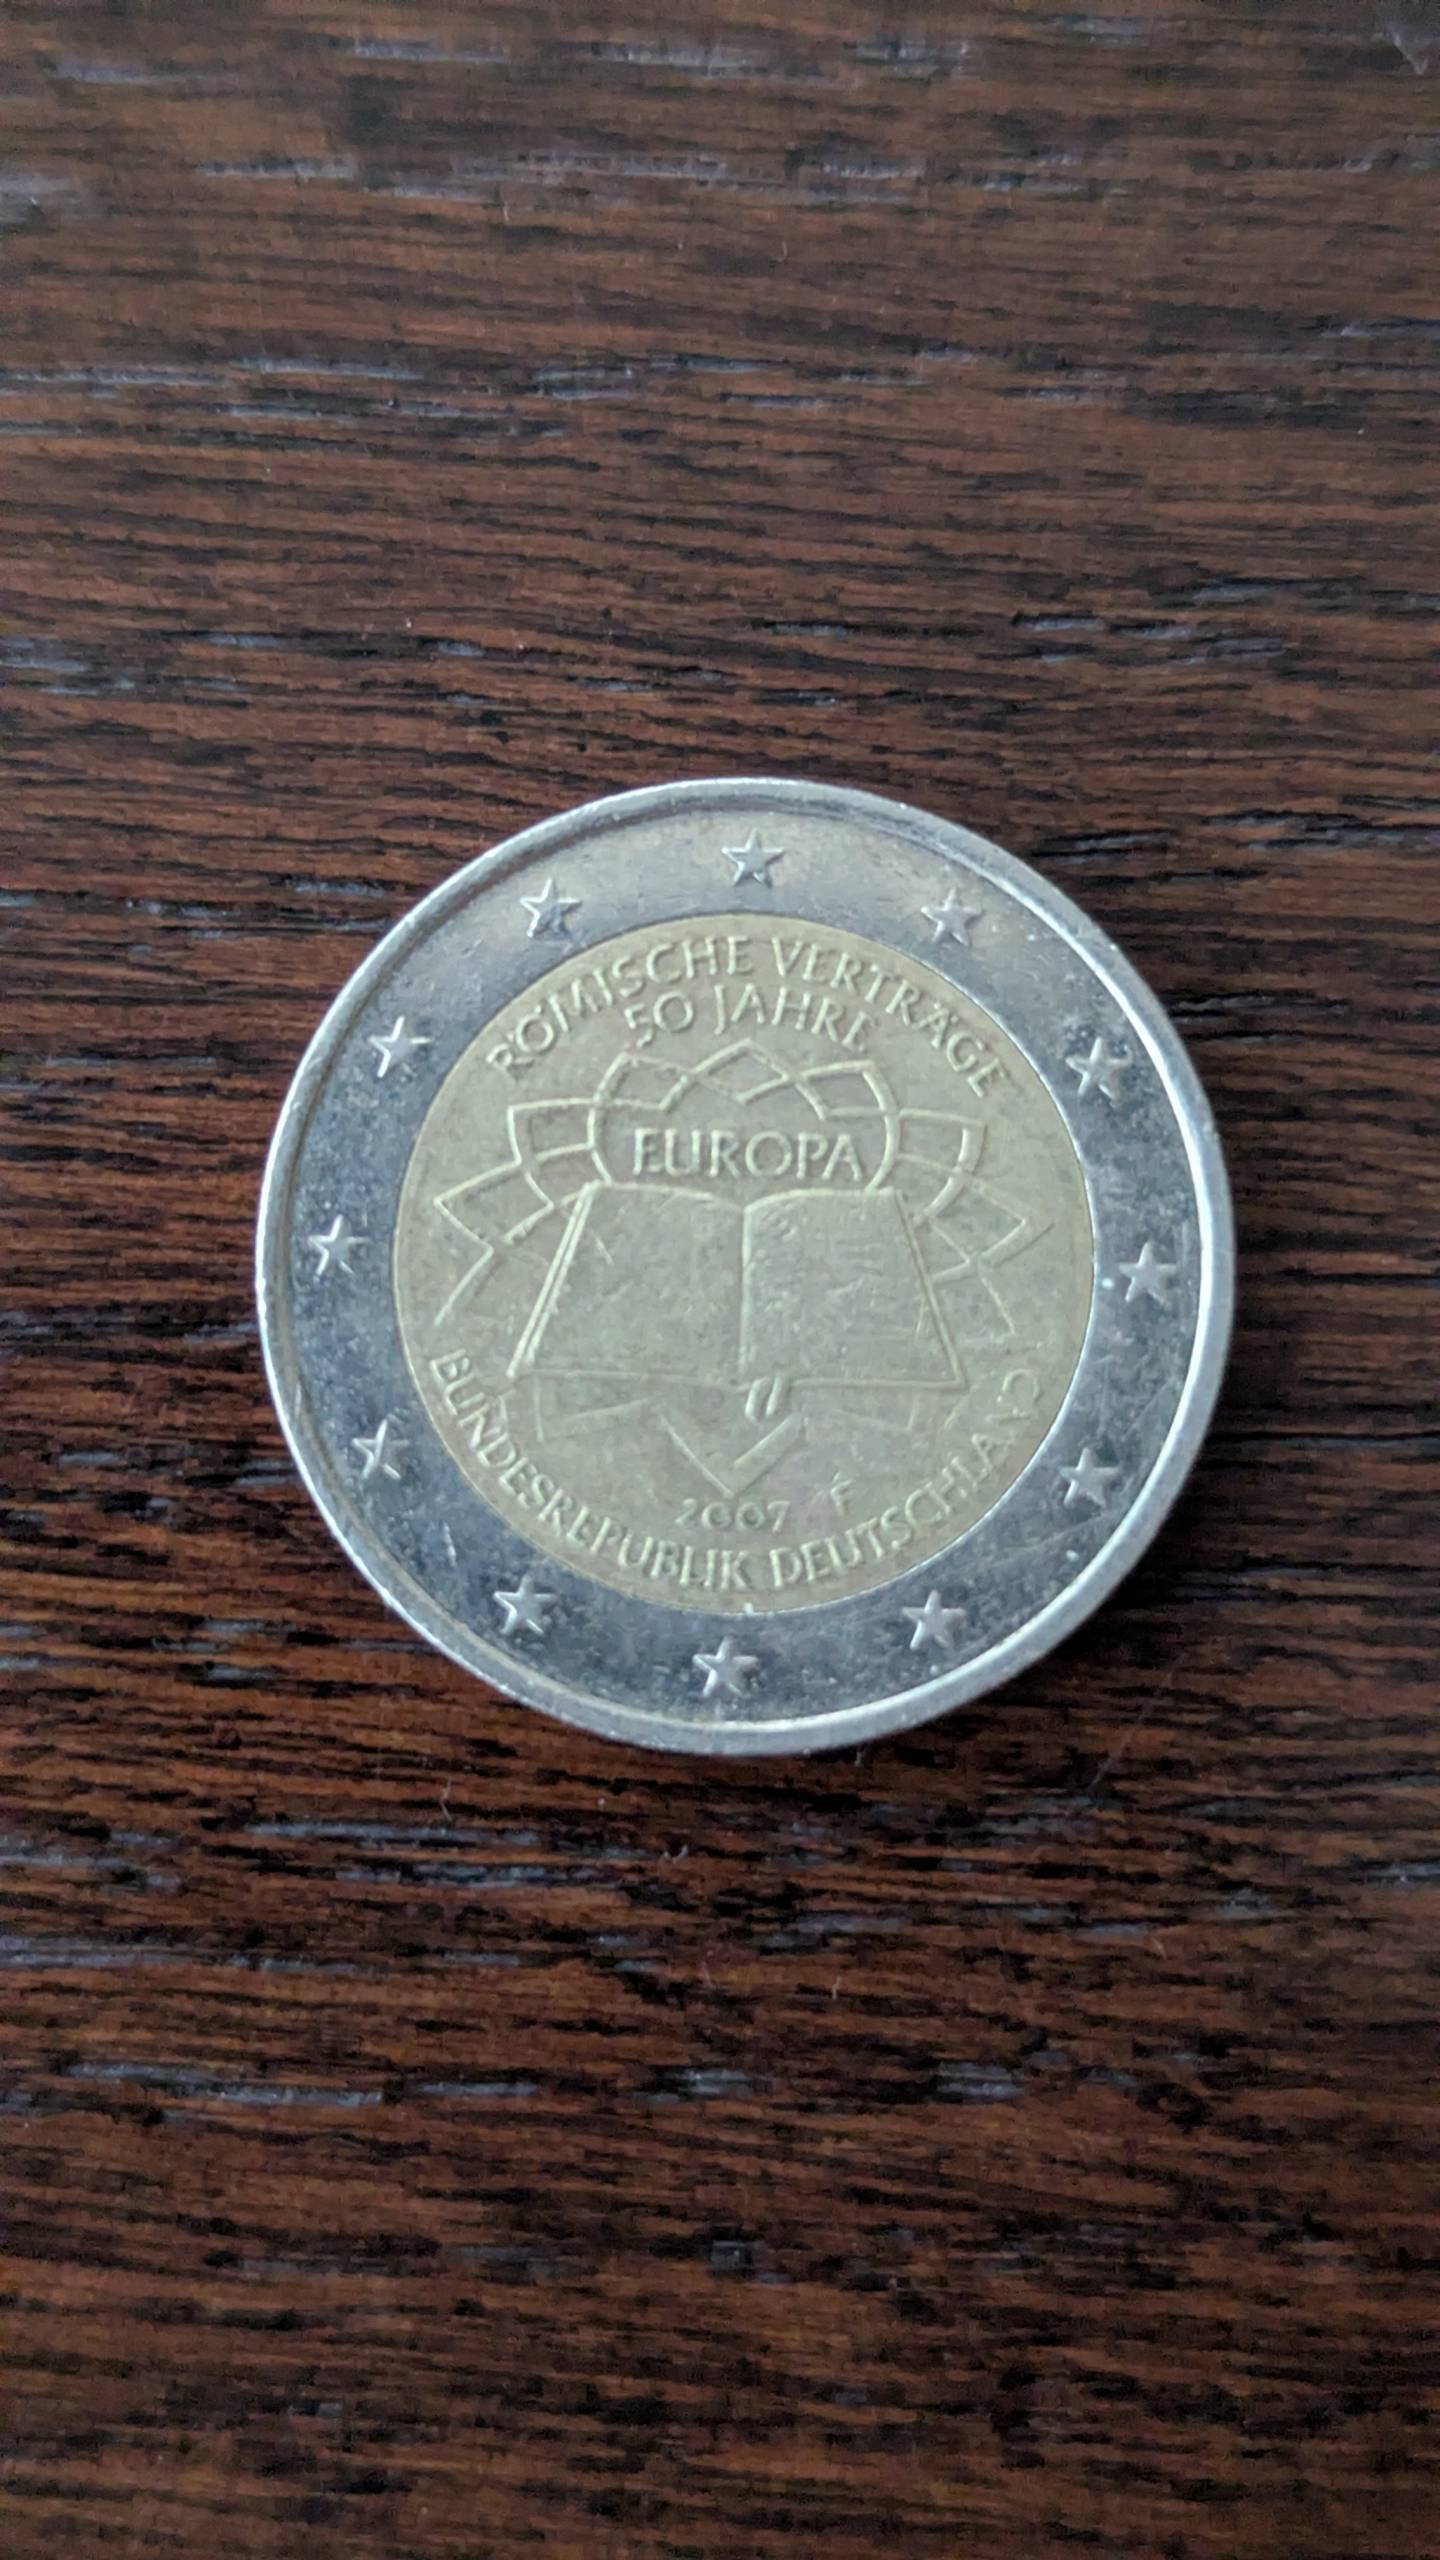 RÖMISCHE VERTRÄGE
50 JAHRE
EUROPA
2007 F
BUNDESREPUBLIK DEUTSCHLAND